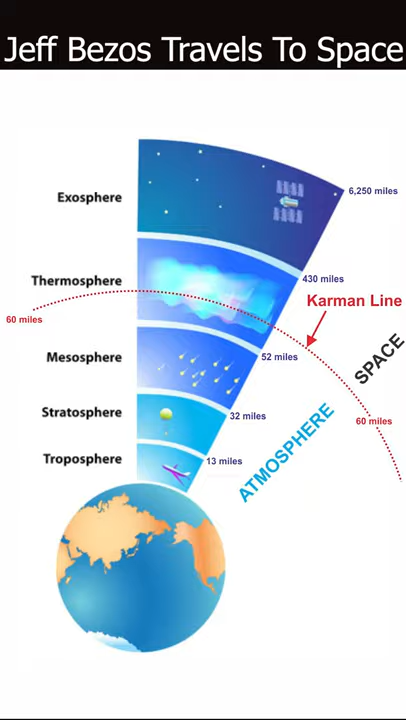 Jeff Bezos Travels To Space
6,250 miles
Exosphere
430 miles
Thermosphere
Karman Line
60 miles
52 miles
Mesosphere
SPACE
Stratosphere
32 miles
60 miles
ATMOSPHERE
Troposphere
13 miles